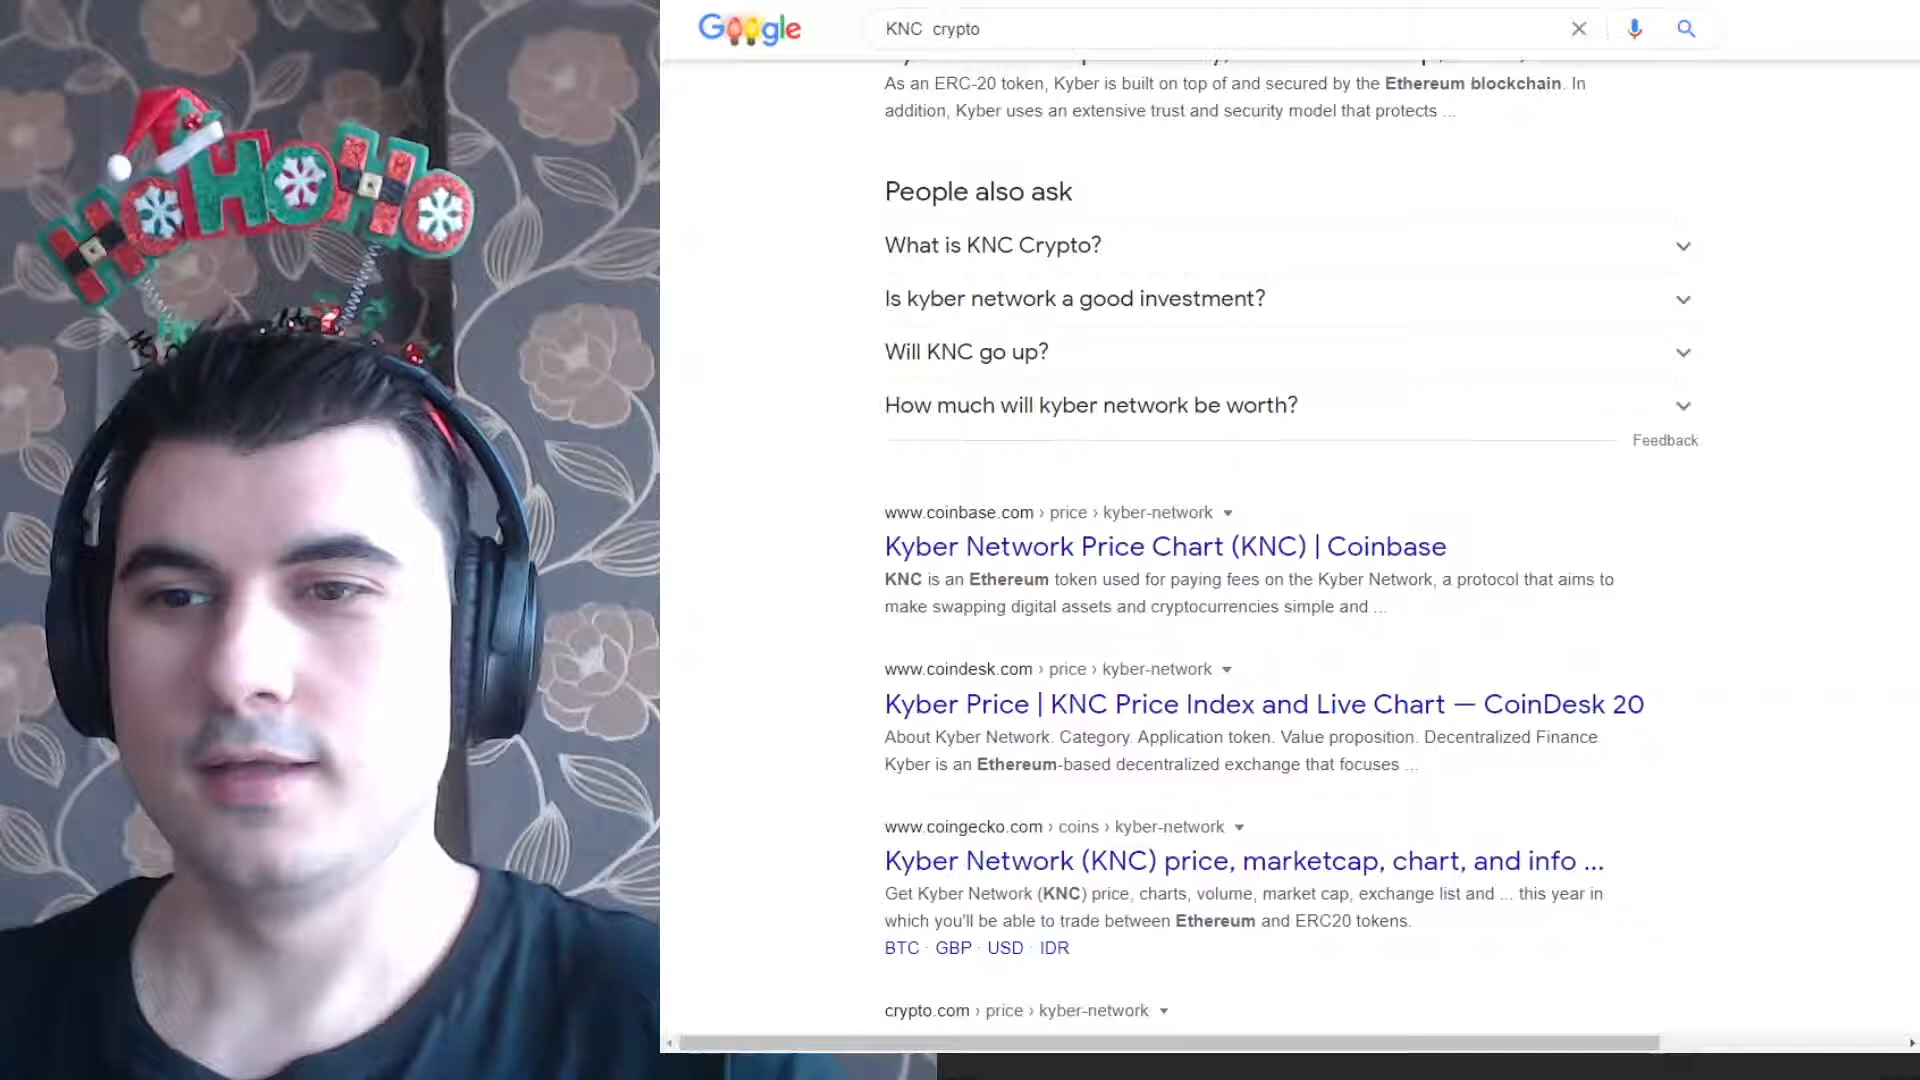 HOHOHO
Google
KNC crypto
As an ERC-20 token, Kyber is built on top of and secured by the Ethereum blockchain. In
addition, Kyber uses an extensive trust and security model that protects ...
People also ask
What is KNC Crypto?
Is kyber network a good investment?
Will KNC go up?
How much will kyber network be worth?
Feedback
www.coinbase.com › price › kyber-network
Kyber Network Price Chart (KNC) | Coinbase
KNC is an Ethereum token used for paying fees on the Kyber Network, a protocol that aims to
make swapping digital assets and cryptocurrencies simple and ...
www.coindesk.com › price › kyber-network
Kyber Price | KNC Price Index and Live Chart — CoinDesk 20
About Kyber Network. Category. Application token. Value proposition. Decentralized Finance
Kyber is an Ethereum-based decentralized exchange that focuses ...
www.coingecko.com › coins › kyber-network
Kyber Network (KNC) price, marketcap, chart, and info ...
Get Kyber Network (KNC) price, charts, volume, market cap, exchange list and ... this year in
which you'll be able to trade between Ethereum and ERC20 tokens.
BTC · GBP · USD · IDR
crypto.com › price › kyber-network